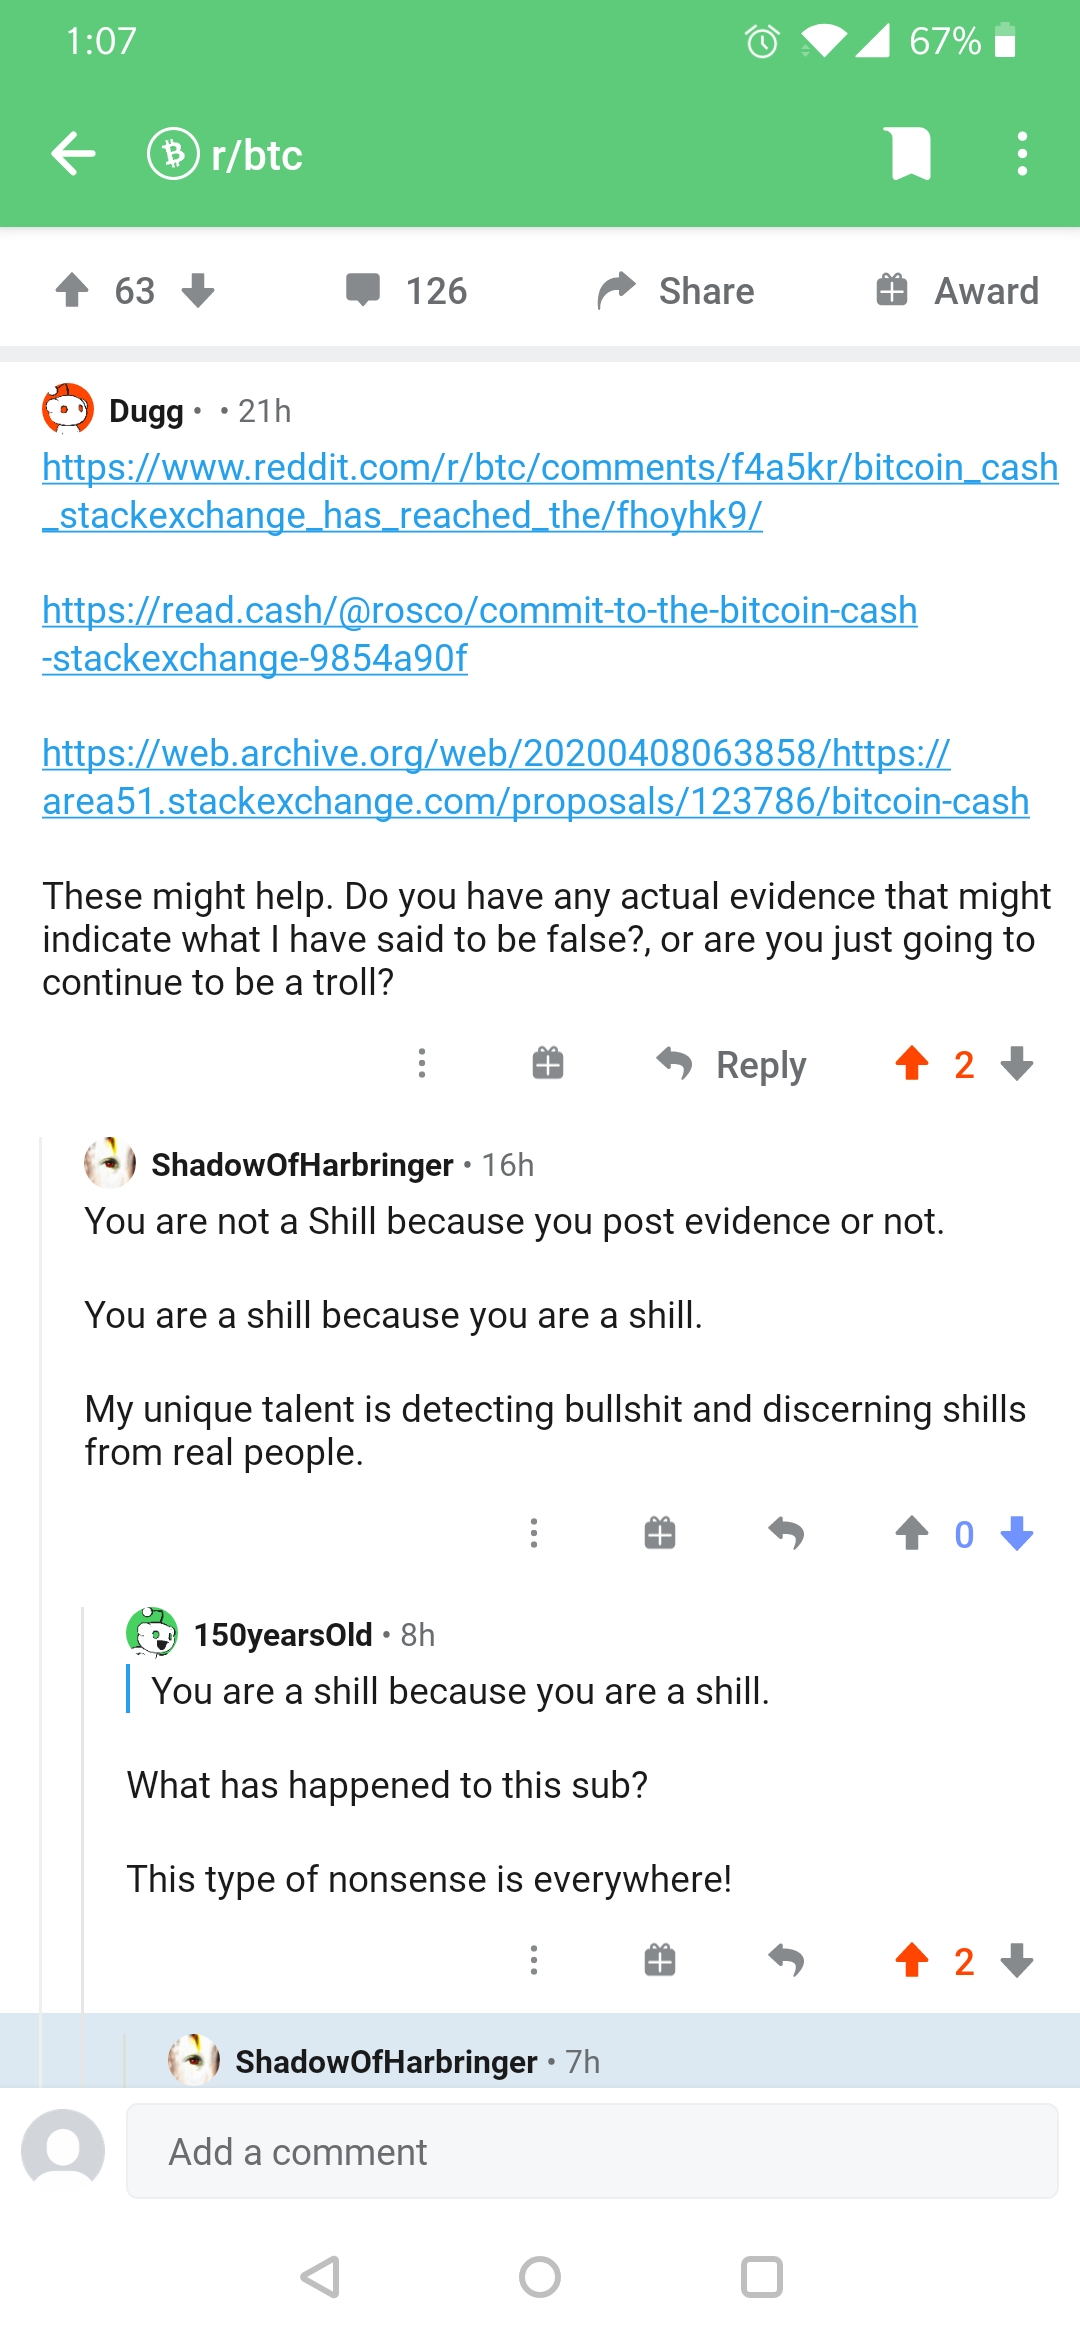 1:07 67%
r/btc
63 126 Share Award
Dugg • • 21h
https://www.reddit.com/r/btc/comments/f4a5kr/bitcoin_cash
_stackexchange_has_reached_the/fhoyhk9/
https://read.cash/@rosco/commit-to-the-bitcoin-cash
-stackexchange-9854a90f
https://web.archive.org/web/20200408063858/https://
area51.stackexchange.com/proposals/123786/bitcoin-cash
These might help. Do you have any actual evidence that might
indicate what I have said to be false?, or are you just going to
continue to be a troll?
Reply 2
ShadowOfHarbringer • 16h
You are not a Shill because you post evidence or not.
You are a shill because you are a shill.
My unique talent is detecting bullshit and discerning shills
from real people.
0
150yearsOld • 8h
You are a shill because you are a shill.
What has happened to this sub?
This type of nonsense is everywhere!
2
ShadowOfHarbringer • 7h
Add a comment